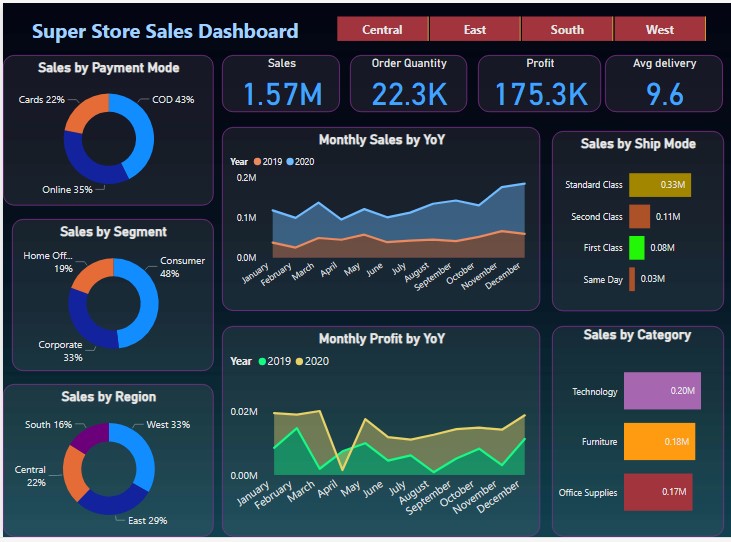 Super Store Sales Dashboard
Central
East
South
West
Sales by Payment Mode
Cards 22%
COD 43%
Online 35%
Sales
1.57M
Order Quantity
22.3K
Profit
175.3K
Avg delivery
9.6
Monthly Sales by YoY
Year 2019 2020
0.2M
0.1M
0.0M
January
February
March
April
May
June
July
August
September
October
November
December
Sales by Ship Mode
Standard Class 0.33M
Second Class 0.11M
First Class 0.08M
Same Day 0.03M
Sales by Segment
Home Off...
19%
Consumer
48%
Corporate
33%
Monthly Profit by YoY
Year 2019 2020
0.02M
0.00M
January
February
March
April
May
June
July
August
September
October
November
December
Sales by Category
Technology 0.20M
Furniture 0.18M
Office Supplies 0.17M
Sales by Region
South 16%
West 33%
Central
22%
East 29%